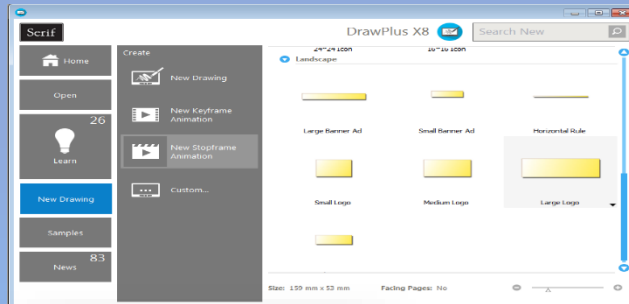 Serif
DrawPlus X8
Search New
Home
Open
26
Learn
New Drawing
Samples
83
News
Create
New Drawing
New Keyframe
Animation
New Stopframe
Animation
Custom...
24~24 Icon
16~16 Icon
Landscape
Large Banner Ad
Small Banner Ad
Horizontal Rule
Small Logo
Medium Logo
Large Logo
Size: 159 mm x 53 mm
Facing Pages: No